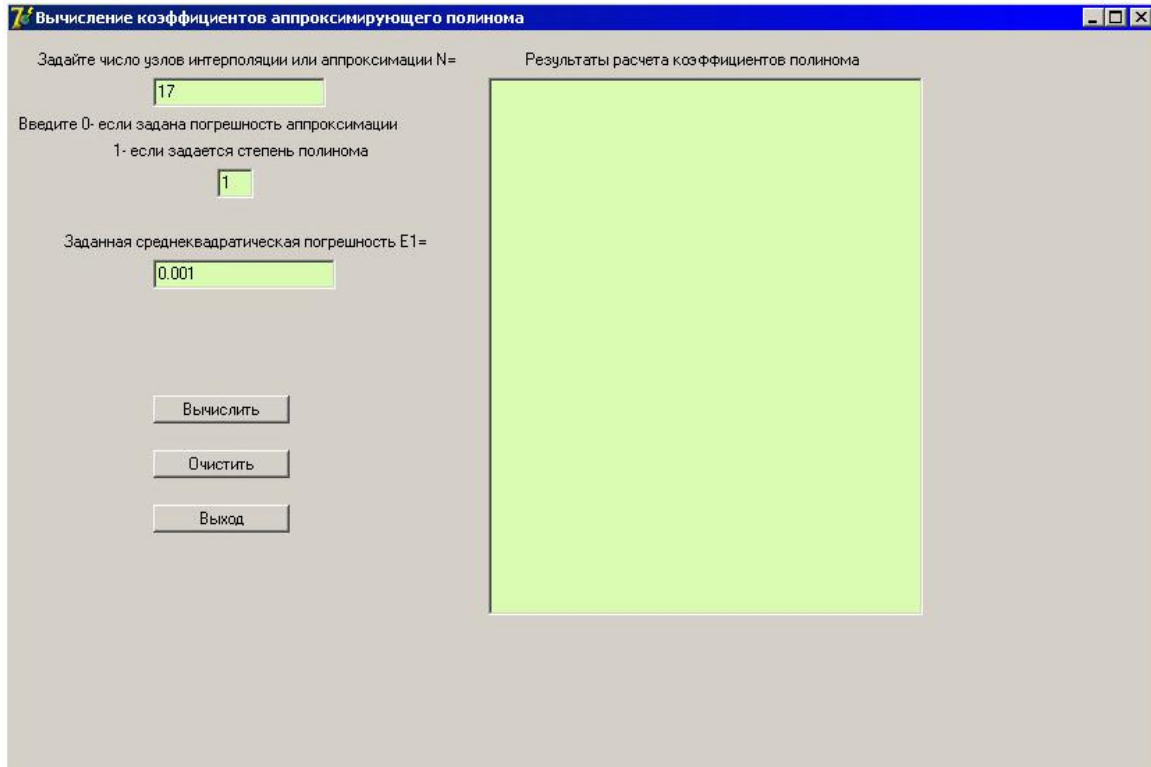 Вычисление коэффициентов аппроксимирующего полинома
Задайте число узлов интерполяции или аппроксимации N=
17
Введите 0- если задана погрешность аппроксимации
1- если задается степень полинома
1
Заданная среднеквадратическая погрешность E1=
0.001
Вычислить
Очистить
Выход
Результаты расчета коэффициентов полинома